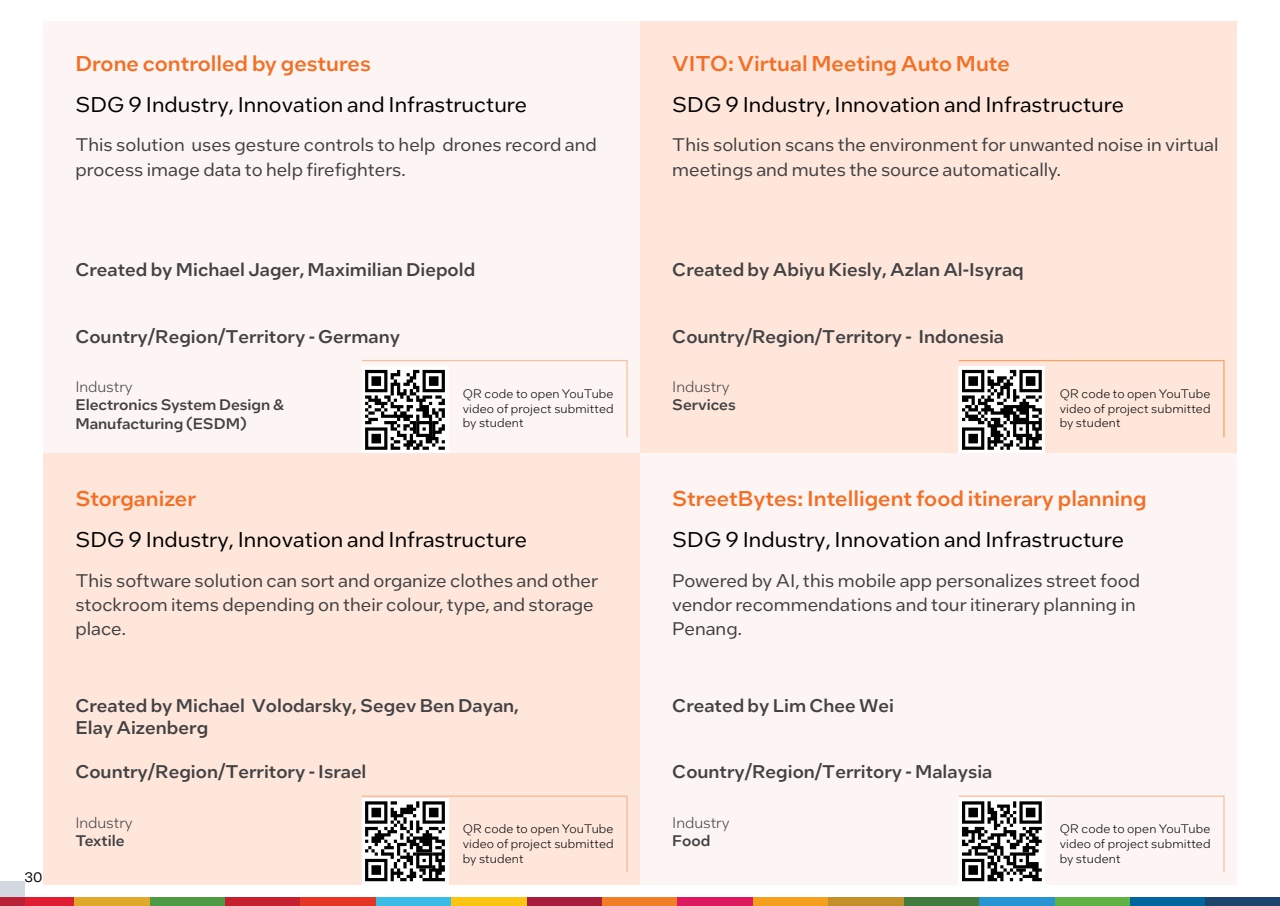 Drone controlled by gestures
SDG 9 Industry, Innovation and Infrastructure
This solution uses gesture controls to help drones record and
process image data to help firefighters.
Created by Michael Jager, Maximilian Diepold
Country/Region/Territory - Germany
Industry
Electronics System Design &
Manufacturing (ESDM)
QR code to open YouTube
video of project submitted
by student
VITO: Virtual Meeting Auto Mute
SDG 9 Industry, Innovation and Infrastructure
This solution scans the environment for unwanted noise in virtual
meetings and mutes the source automatically.
Created by Abiyu Kiesly, Azlan Al-Isyraq
Country/Region/Territory - Indonesia
Industry
Services
QR code to open YouTube
video of project submitted
by student
Storganizer
SDG 9 Industry, Innovation and Infrastructure
This software solution can sort and organize clothes and other
stockroom items depending on their colour, type, and storage
place.
Created by Michael Volodarsky, Segev Ben Dayan,
Elay Aizenberg
Country/Region/Territory - Israel
Industry
Textile
QR code to open YouTube
video of project submitted
by student
StreetBytes: Intelligent food itinerary planning
SDG 9 Industry, Innovation and Infrastructure
Powered by AI, this mobile app personalizes street food
vendor recommendations and tour itinerary planning in
Penang.
Created by Lim Chee Wei
Country/Region/Territory - Malaysia
Industry
Food
QR code to open YouTube
video of project submitted
by student
30